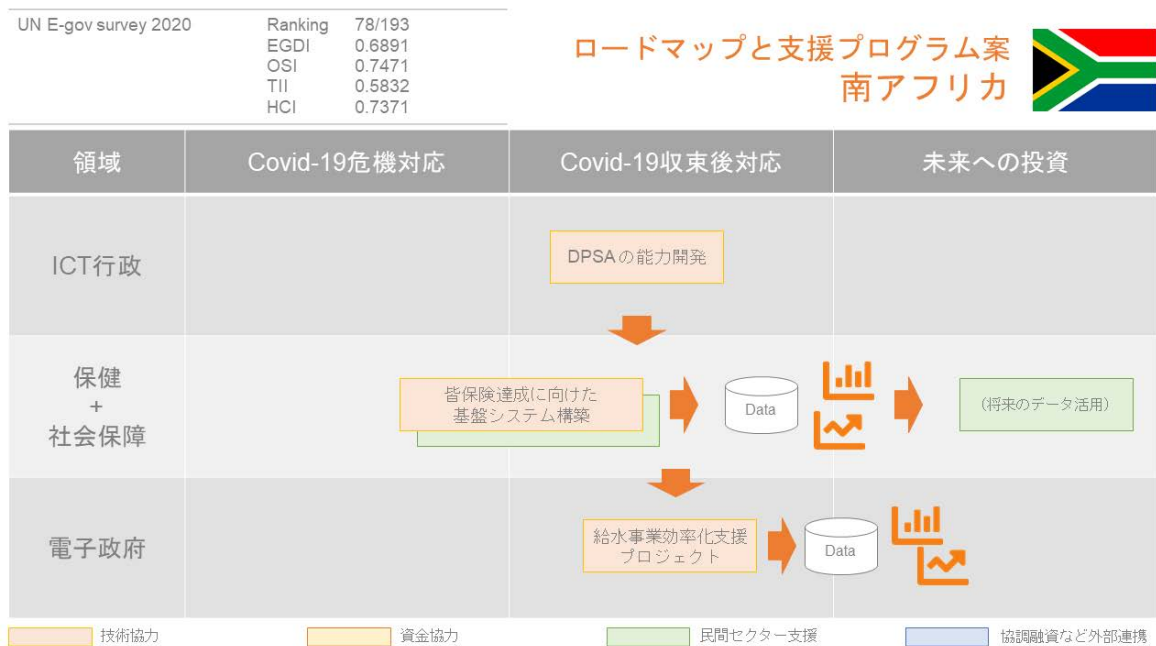 UN E-gov survey 2020
Ranking 78/193
EGDI 0.6891
OSI 0.7471
TII 0.5832
HCI 0.7371
ロードマップと支援プログラム案
南アフリカ
領域
Covid-19危機対応
Covid-19収束後対応
未来への投資
ICT行政
DPSAの能力開発
保健
+
社会保障
皆保険達成に向けた
基盤システム構築
Data
(将来のデータ活用)
電子政府
給水事業効率化支援
プロジェクト
Data
技術協力
資金協力
民間セクター支援
協調融資など外部連携